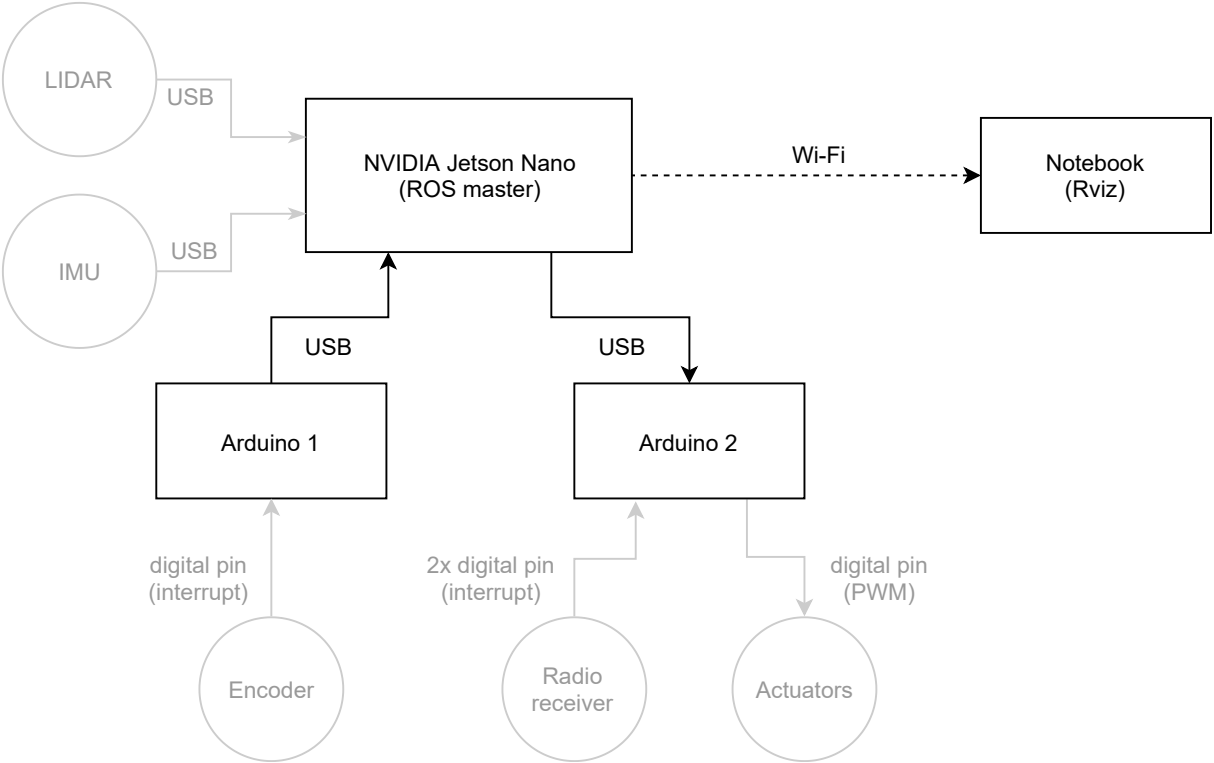 LIDAR
USB
NVIDIA Jetson Nano
(ROS master)
Wi-Fi
Notebook
(Rviz)
USB
IMU
USB
USB
Arduino 1
Arduino 2
digital pin
(interrupt)
2x digital pin
(interrupt)
digital pin
(PWM)
Encoder
Radio
receiver
Actuators